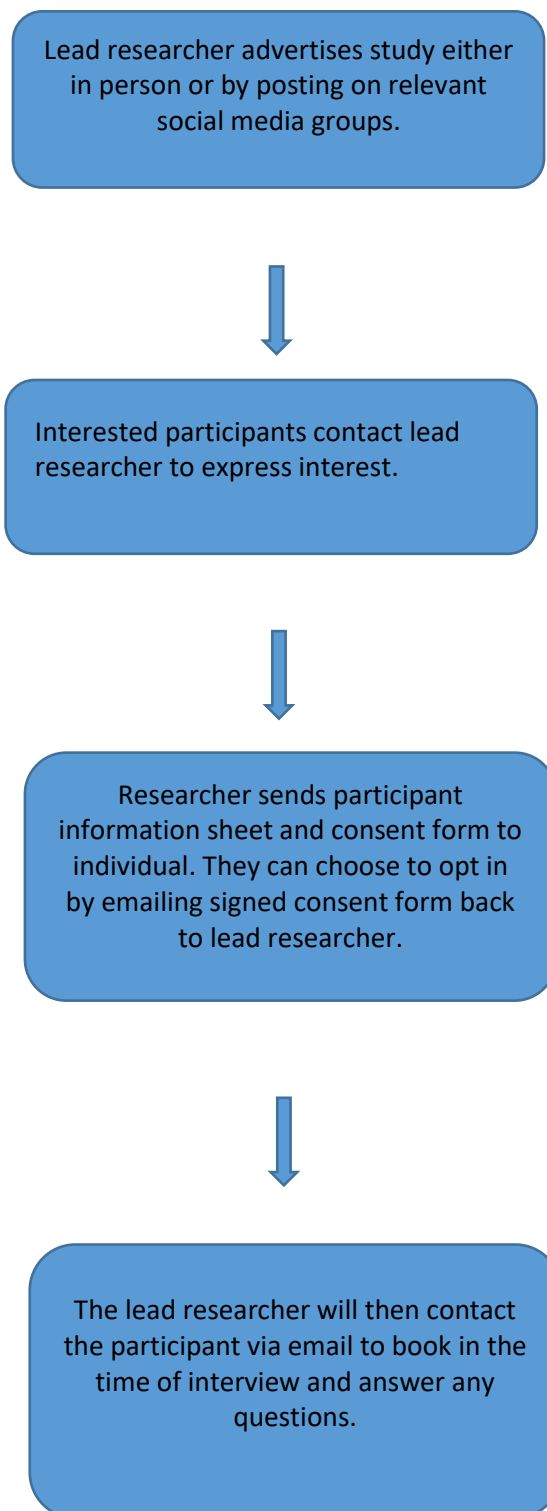 Lead researcher advertises study either
in person or by posting on relevant
social media groups.
Interested participants contact lead
researcher to express interest.
Researcher sends participant
information sheet and consent form to
individual. They can choose to opt in
by emailing signed consent form back
to lead researcher.
The lead researcher will then contact
the participant via email to book in the
time of interview and answer any
questions.